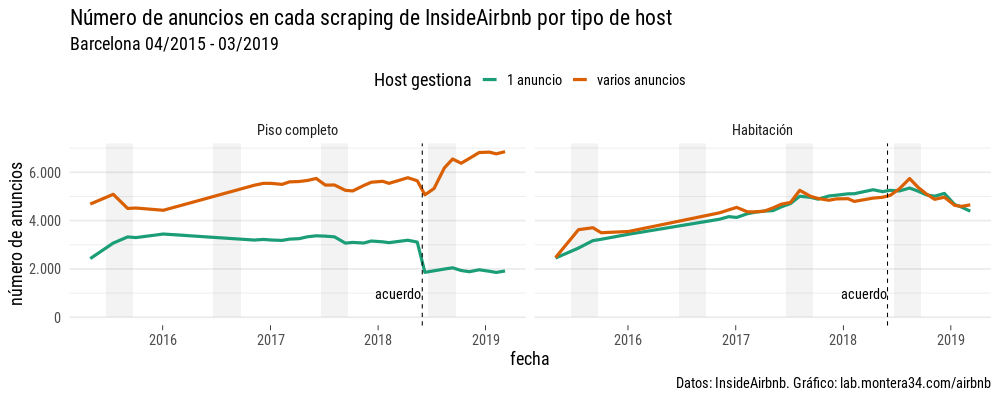 Número de anuncios en cada scraping de InsideAirbnb por tipo de host
Barcelona 04/2015 - 03/2019
Host gestiona 1 anuncio varios anuncios
Piso completo Habitación
número de anuncios
6.000
4.000
2.000
0
acuerdo acuerdo
2016 2017 2018 2019 2016 2017 2018 2019
fecha
Datos: InsideAirbnb. Gráfico: lab.montera34.com/airbnb